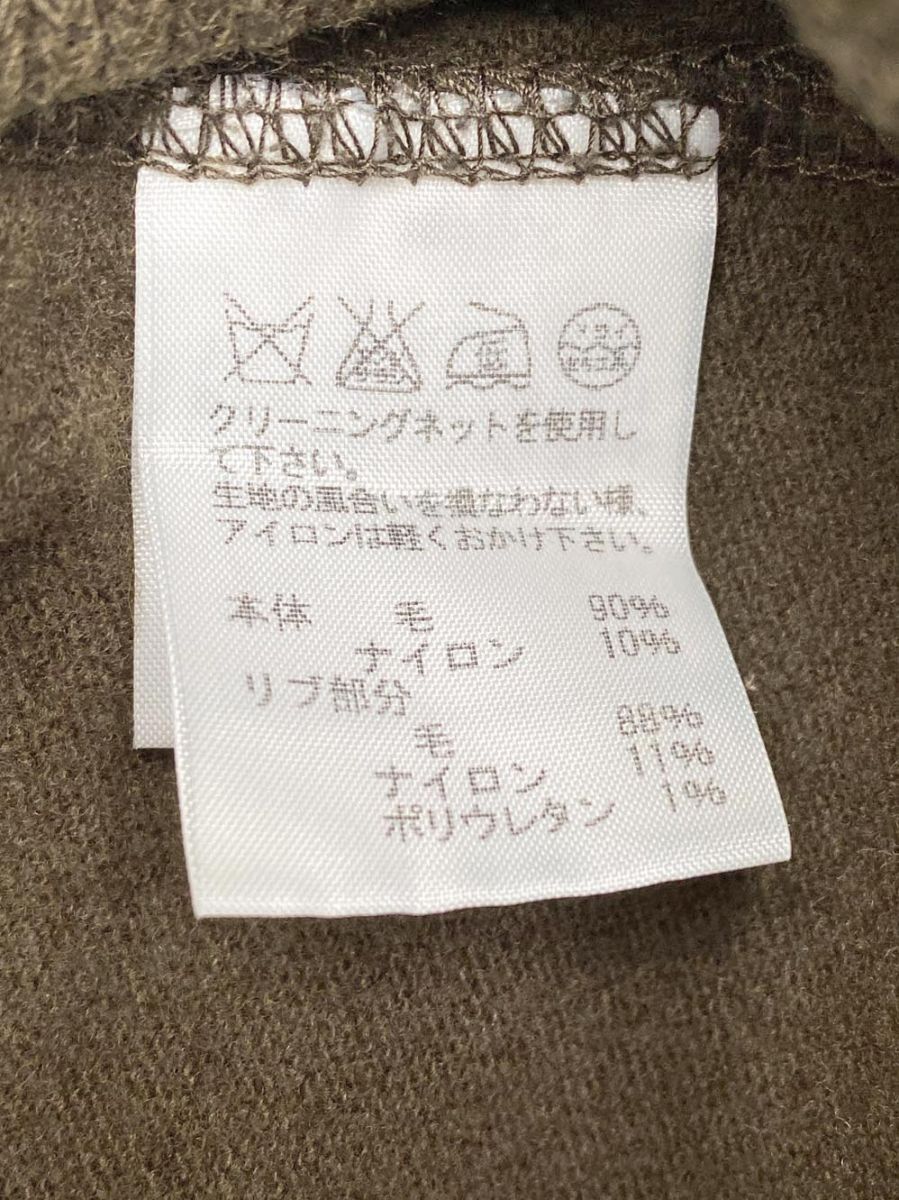 低
クリーニングネットを使用し
て下さい。
生地の風合いを損なわない様、
アイロンは軽くおかけ下さい。
本体 毛 90%
ナイロン 10%
リブ部分
毛 88%
ナイロン 11%
ポリウレタン 1%